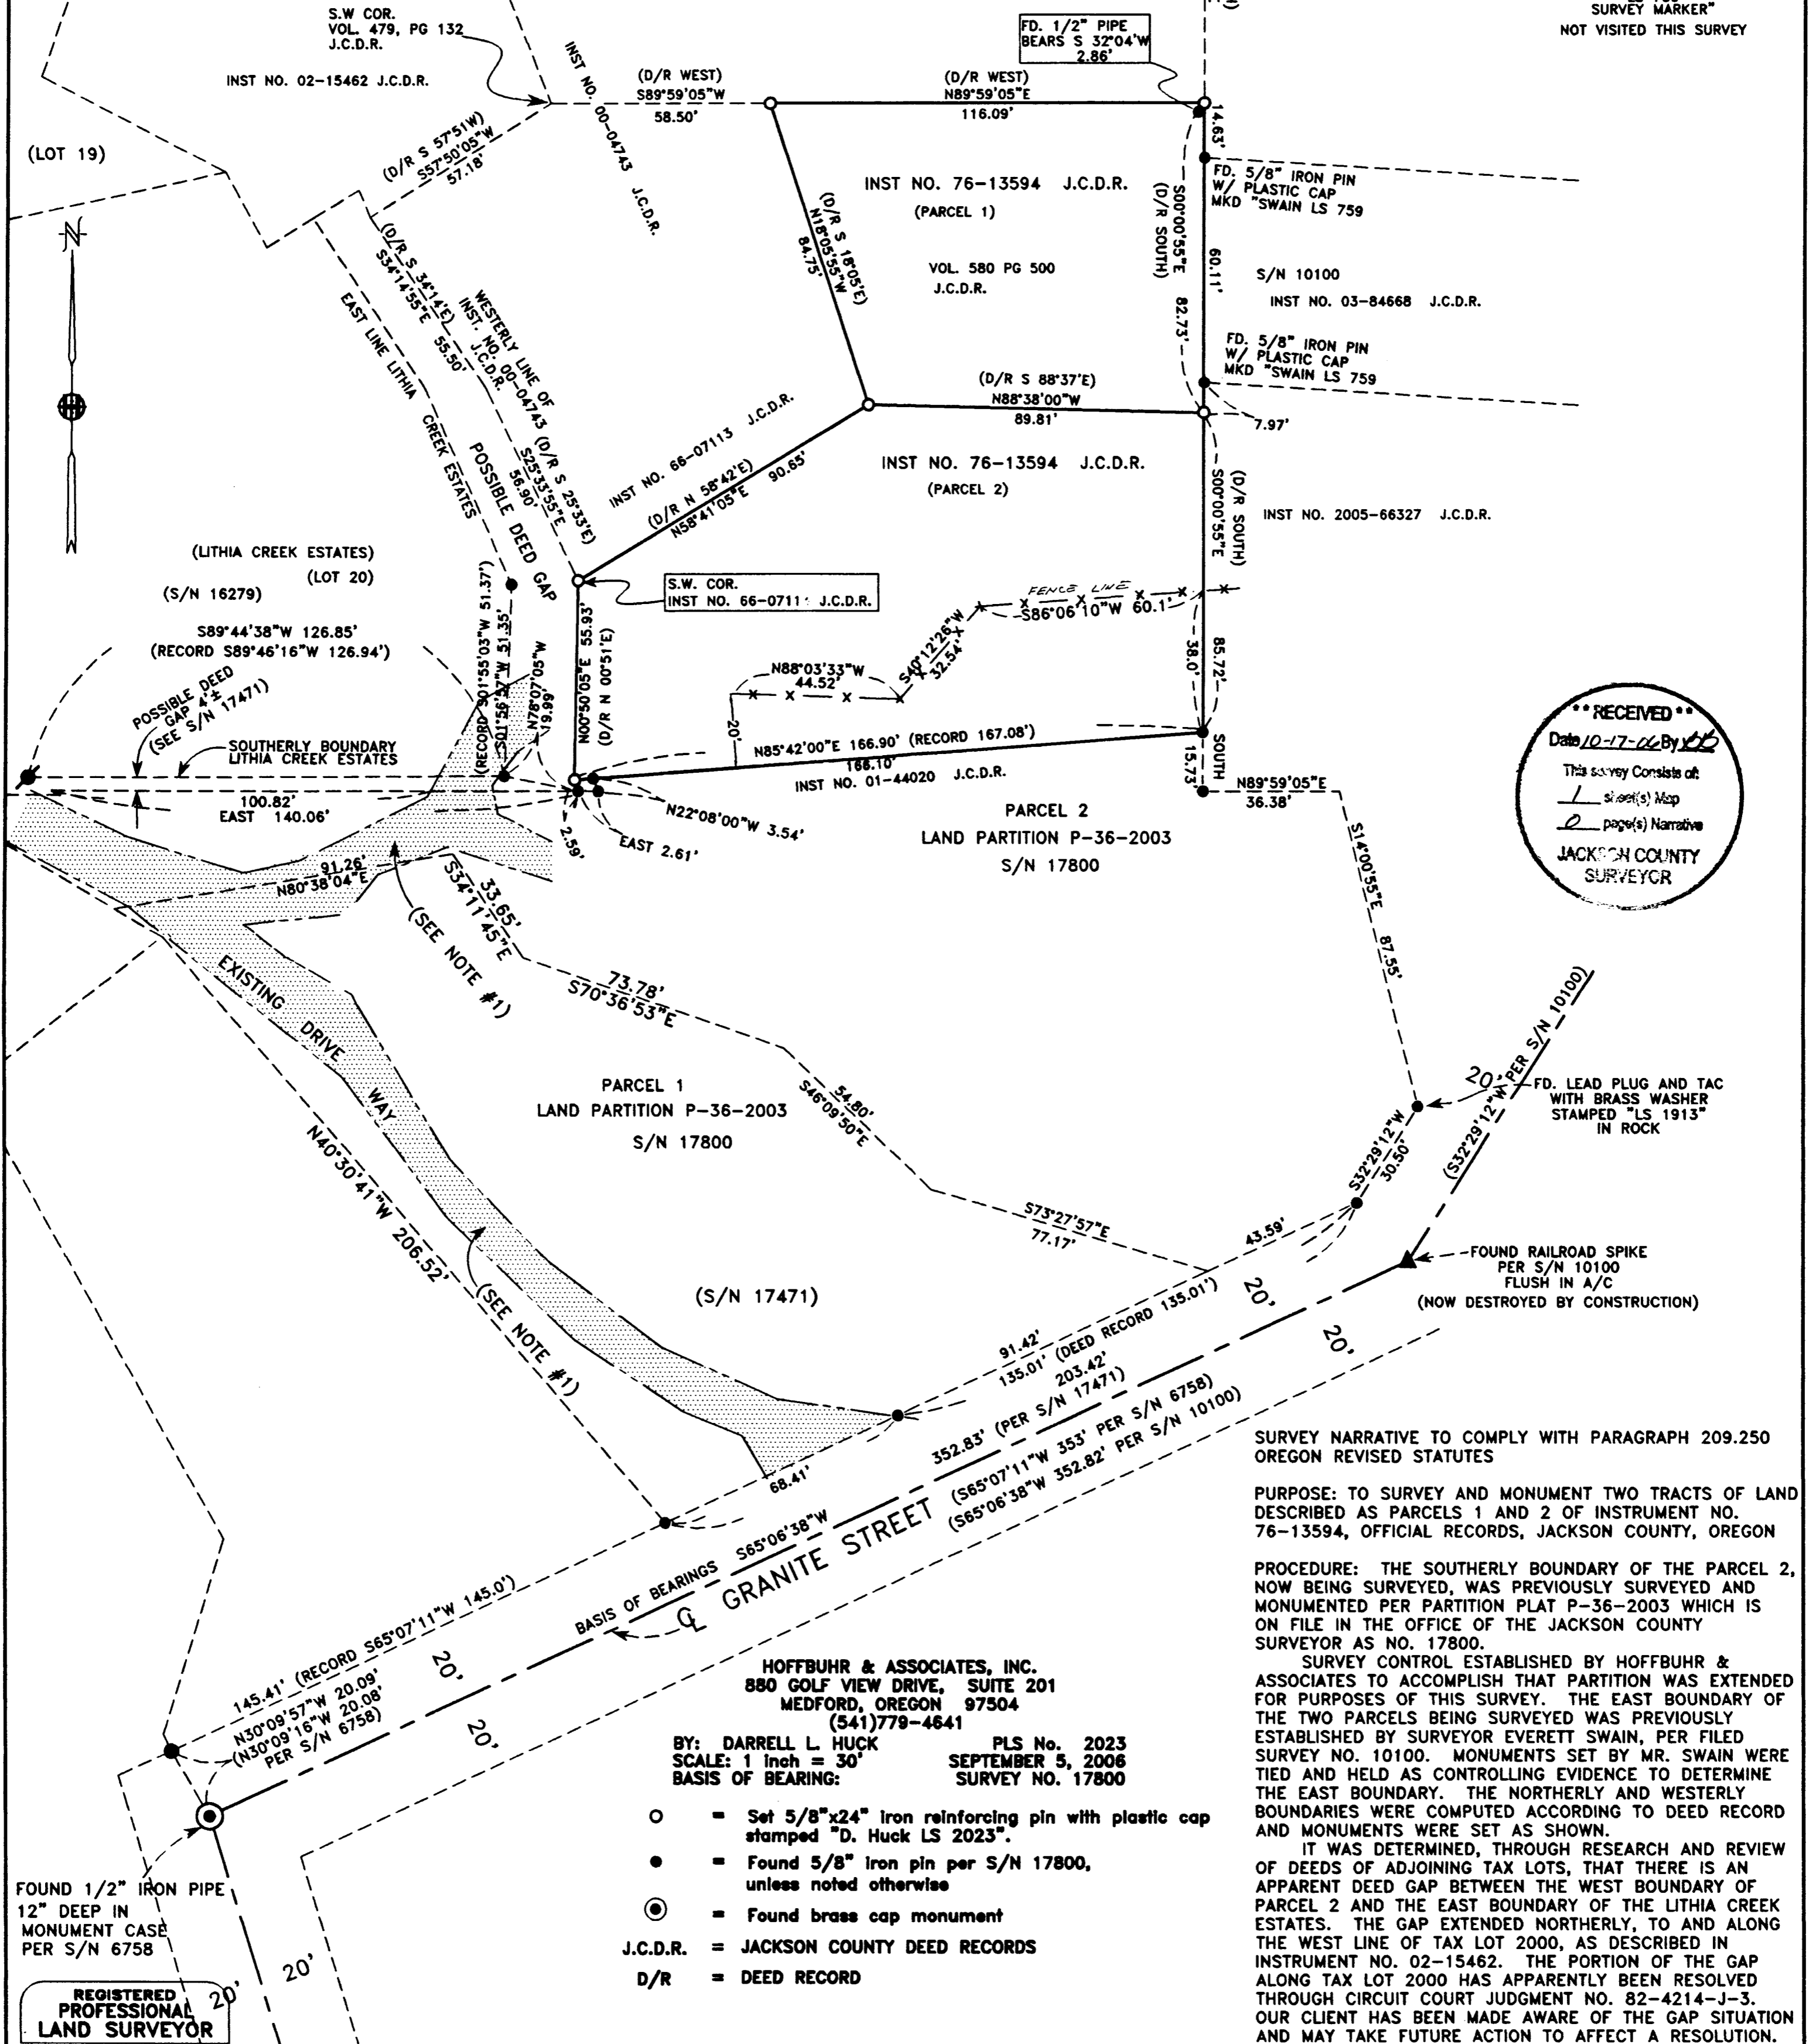 S.W COR.
VOL. 479, PG 132
J.C.D.R.
INST NO. 02-15462 J.C.D.R.
(LOT 19)
N
FD. 1/2" PIPE
BEARS S 32°04'W
2.86'
SURVEY MARKER"
NOT VISITED THIS SURVEY
INST NO. 00-04743 J.C.D.R.
(D/R WEST)
S89°59'05"W
58.50'
(D/R WEST)
N89°59'05"E
116.09'
14.63'
(D/R S 57°51W)
S57°50'05"W
57.18'
INST NO. 76-13594 J.C.D.R.
(PARCEL 1)
VOL. 580 PG 500
J.C.D.R.
(D/R S 18°05'E)
N18°05'55"W
84.75'
S00°00'55"E
(D/R SOUTH)
82.73'
60.11'
FD. 5/8" IRON PIN
W/ PLASTIC CAP
MKD "SWAIN LS 759
S/N 10100
INST NO. 03-84668 J.C.D.R.
FD. 5/8" IRON PIN
W/ PLASTIC CAP
MKD "SWAIN LS 759
7.97'
(D/R S 34°14'E)
S34°14'55"E 55.50'
WESTERLY LINE OF
INST. NO. 00-04743
J.C.D.R.
(D/R S 25°33'E)
S25°33'55"E
56.90'
EAST LINE LITHIA CREEK ESTATES
POSSIBLE DEED GAP
(D/R S 88°37'E)
N88°38'00"W
89.81'
INST NO. 66-07113 J.C.D.R.
(D/R N 58°42'E) 90.65'
N58°41'05"E
INST NO. 76-13594 J.C.D.R.
(PARCEL 2)
(D/R SOUTH)
S00°00'55"E
INST NO. 2005-66327 J.C.D.R.
(LITHIA CREEK ESTATES)
(LOT 20)
(S/N 16279)
S89°44'38"W 126.85'
(RECORD S89°46'16"W 126.94')
POSSIBLE DEED
GAP 4'±
(SEE S/N 17471)
SOUTHERLY BOUNDARY
LITHIA CREEK ESTATES
(RECORD S01°55'03"W 51.37')
S01°56'57"W 51.35'
N78°07'05"W
19.99'
N00°50'05"E 55.93'
(D/R N 00°51'E)
S.W. COR.
INST NO. 66-0711 J.C.D.R.
FENCE LINE
S86°06'10"W 60.1'
S40°12'26"W
32.54'
N88°03'33"W
44.52'
20'
38.0'
85.72'
N85°42'00"E 166.90' (RECORD 167.08')
166.10'
INST NO. 01-44020 J.C.D.R.
SOUTH
15.73'
N89°59'05"E
36.38'
100.82'
EAST 140.06'
2.59'
EAST 2.61'
N22°08'00"W 3.54'
PARCEL 2
LAND PARTITION P-36-2003
S/N 17800
** RECEIVED **
Date 10-17-06 By
This survey Consists of:
1 sheet(s) Map
0 page(s) Narrative
JACKSON COUNTY
SURVEYOR
91.26'
N80°38'04"E
33.65'
S34°11'45"E
(SEE NOTE #1)
EXISTING DRIVE WAY
73.78'
S70°36'53"E
S14°00'55"E 87.55'
PARCEL 1
LAND PARTITION P-36-2003
S/N 17800
54.80'
S46°09'50"E
S73°27'57"E
77.17'
S32°29'12"W
30.50'
20'
(S32°29'12"W PER S/N 10100)
FD. LEAD PLUG AND TAC
WITH BRASS WASHER
STAMPED "LS 1913"
IN ROCK
FOUND RAILROAD SPIKE
PER S/N 10100
FLUSH IN A/C
(NOW DESTROYED BY CONSTRUCTION)
N40°30'41"W 206.52'
(SEE NOTE #1)
(S/N 17471)
43.59'
20'
20'
91.42'
135.01' (DEED RECORD 135.01')
203.42'
352.83' (PER S/N 17471)
68.41'
BASIS OF BEARINGS S65°06'38"W
(S65°07'11"W 353' PER S/N 6758)
(S65°06'38"W 352.82' PER S/N 10100)
℄ GRANITE STREET
145.41' (RECORD S65°07'11"W 145.0')
N30°09'57"W 20.09'
(N30°09'16"W 20.08'
PER S/N 6758)
20'
20'
FOUND 1/2" IRON PIPE
12" DEEP IN
MONUMENT CASE
PER S/N 6758
20'
20'
REGISTERED
PROFESSIONAL
LAND SURVEYOR
HOFFBUHR & ASSOCIATES, INC.
880 GOLF VIEW DRIVE, SUITE 201
MEDFORD, OREGON 97504
(541)779-4641
BY: DARRELL L. HUCK PLS No. 2023
SCALE: 1 inch = 30' SEPTEMBER 5, 2006
BASIS OF BEARING: SURVEY NO. 17800
= Set 5/8"x24" iron reinforcing pin with plastic cap
stamped "D. Huck LS 2023".
= Found 5/8" iron pin per S/N 17800,
unless noted otherwise
= Found brass cap monument
J.C.D.R. = JACKSON COUNTY DEED RECORDS
D/R = DEED RECORD
SURVEY NARRATIVE TO COMPLY WITH PARAGRAPH 209.250
OREGON REVISED STATUTES
PURPOSE: TO SURVEY AND MONUMENT TWO TRACTS OF LAND
DESCRIBED AS PARCELS 1 AND 2 OF INSTRUMENT NO.
76-13594, OFFICIAL RECORDS, JACKSON COUNTY, OREGON
PROCEDURE: THE SOUTHERLY BOUNDARY OF THE PARCEL 2,
NOW BEING SURVEYED, WAS PREVIOUSLY SURVEYED AND
MONUMENTED PER PARTITION PLAT P-36-2003 WHICH IS
ON FILE IN THE OFFICE OF THE JACKSON COUNTY
SURVEYOR AS NO. 17800.
SURVEY CONTROL ESTABLISHED BY HOFFBUHR &
ASSOCIATES TO ACCOMPLISH THAT PARTITION WAS EXTENDED
FOR PURPOSES OF THIS SURVEY. THE EAST BOUNDARY OF
THE TWO PARCELS BEING SURVEYED WAS PREVIOUSLY
ESTABLISHED BY SURVEYOR EVERETT SWAIN, PER FILED
SURVEY NO. 10100. MONUMENTS SET BY MR. SWAIN WERE
TIED AND HELD AS CONTROLLING EVIDENCE TO DETERMINE
THE EAST BOUNDARY. THE NORTHERLY AND WESTERLY
BOUNDARIES WERE COMPUTED ACCORDING TO DEED RECORD
AND MONUMENTS WERE SET AS SHOWN.
IT WAS DETERMINED, THROUGH RESEARCH AND REVIEW
OF DEEDS OF ADJOINING TAX LOTS, THAT THERE IS AN
APPARENT DEED GAP BETWEEN THE WEST BOUNDARY OF
PARCEL 2 AND THE EAST BOUNDARY OF THE LITHIA CREEK
ESTATES. THE GAP EXTENDED NORTHERLY, TO AND ALONG
THE WEST LINE OF TAX LOT 2000, AS DESCRIBED IN
INSTRUMENT NO. 02-15462. THE PORTION OF THE GAP
ALONG TAX LOT 2000 HAS APPARENTLY BEEN RESOLVED
THROUGH CIRCUIT COURT JUDGMENT NO. 82-4214-J-3.
OUR CLIENT HAS BEEN MADE AWARE OF THE GAP SITUATION
AND MAY TAKE FUTURE ACTION TO AFFECT A RESOLUTION.